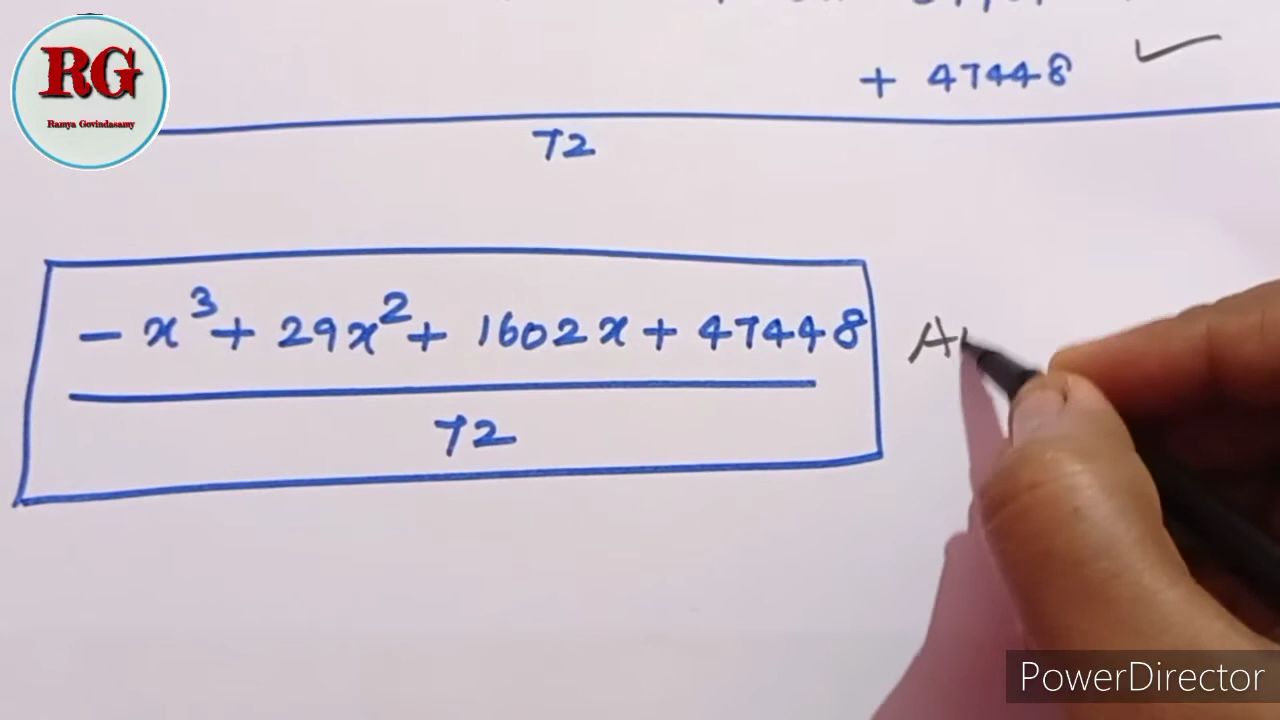 RG
Ramya Govindasamy
+ 47448
72
- x³ + 29x² + 1602x + 47448
72
PowerDirector